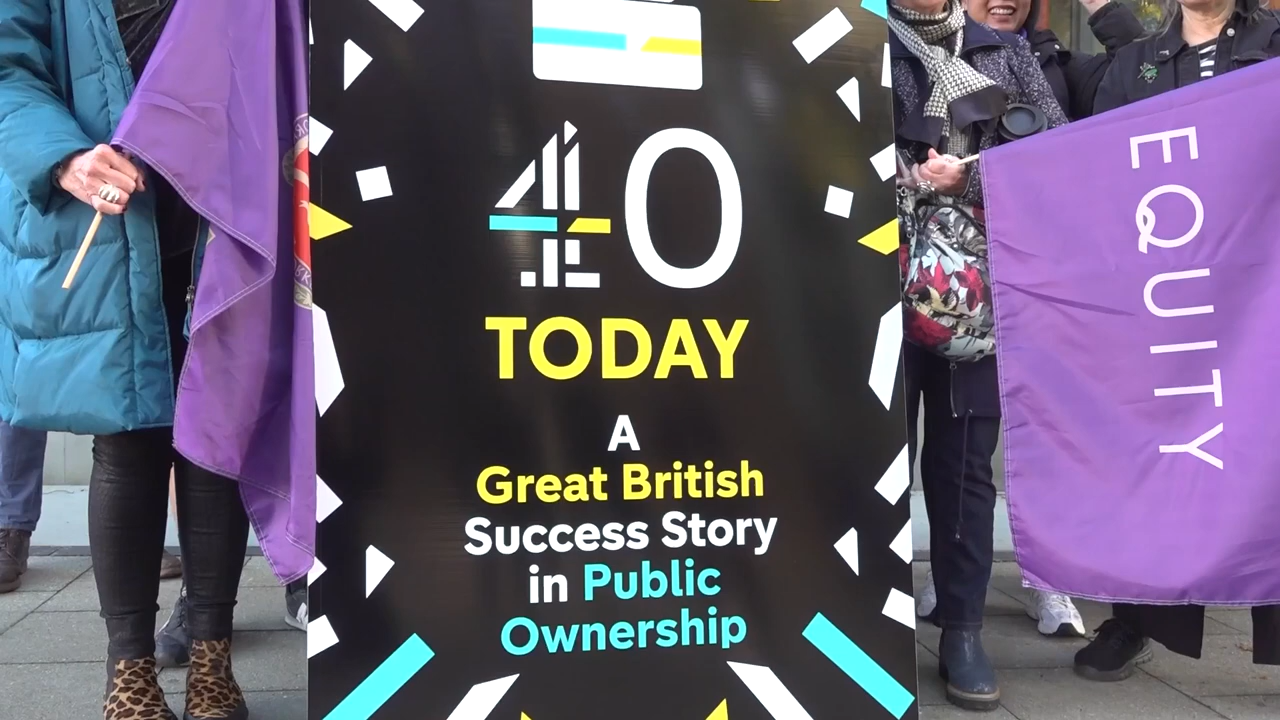 40
TODAY
A
Great British
Success Story
in Public
Ownership
EQUITY